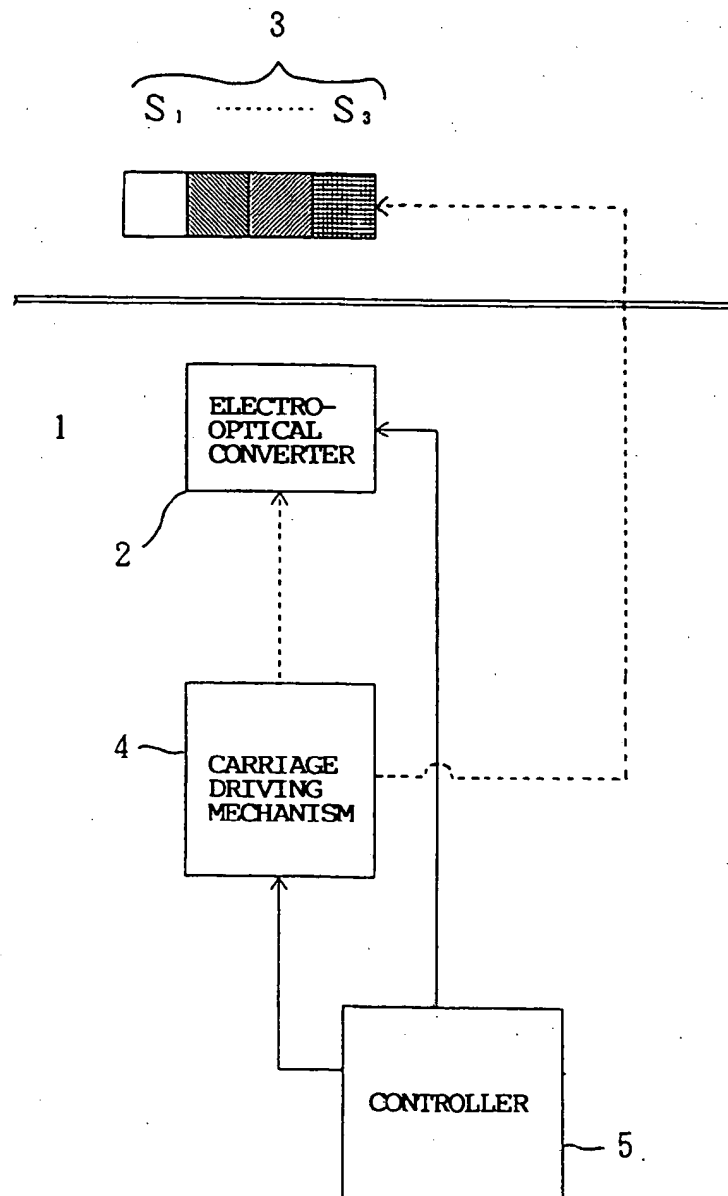 3
S₁ ········ S₃
1
ELECTRO-
OPTICAL
CONVERTER
2
4
CARRIAGE
DRIVING
MECHANISM
CONTROLLER
5